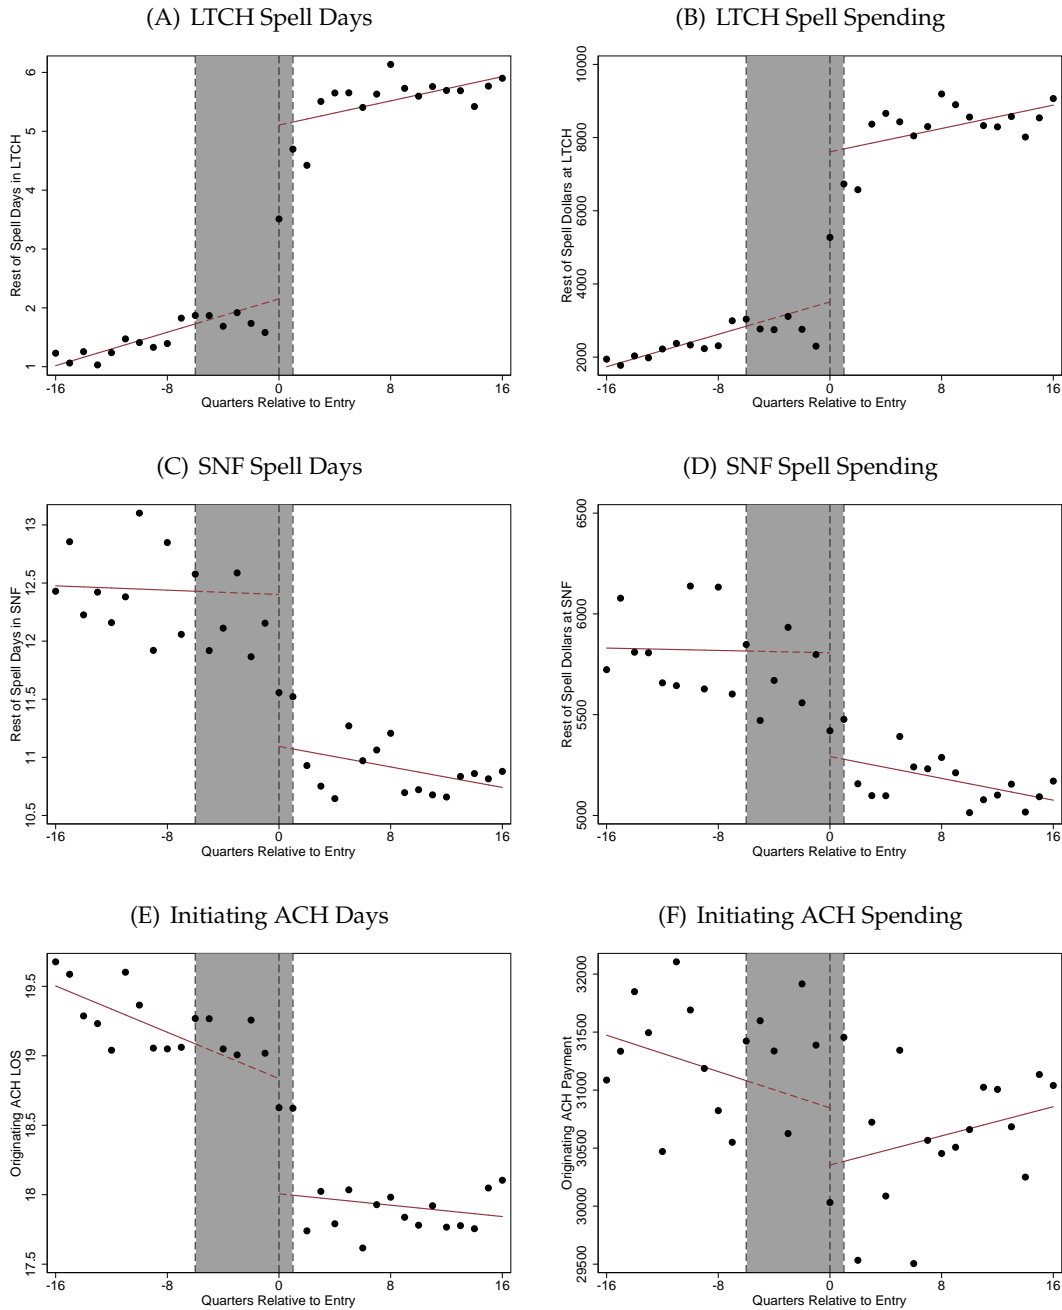 (A) LTCH Spell Days
Rest of Spell Days in LTCH
6
5
4
3
2
1
-16 -8 0 8 16
Quarters Relative to Entry
(B) LTCH Spell Spending
Rest of Spell Dollars at LTCH
10000
8000
6000
4000
2000
-16 -8 0 8 16
Quarters Relative to Entry
(C) SNF Spell Days
Rest of Spell Days in SNF
13
12.5
12
11.5
11
10.5
-16 -8 0 8 16
Quarters Relative to Entry
(D) SNF Spell Spending
Rest of Spell Dollars at SNF
6500
6000
5500
5000
-16 -8 0 8 16
Quarters Relative to Entry
(E) Initiating ACH Days
Originating ACH LOS
19.5
19
18.5
18
17.5
-16 -8 0 8 16
Quarters Relative to Entry
(F) Initiating ACH Spending
Originating ACH Payment
32000
31500
31000
30500
30000
29500
-16 -8 0 8 16
Quarters Relative to Entry